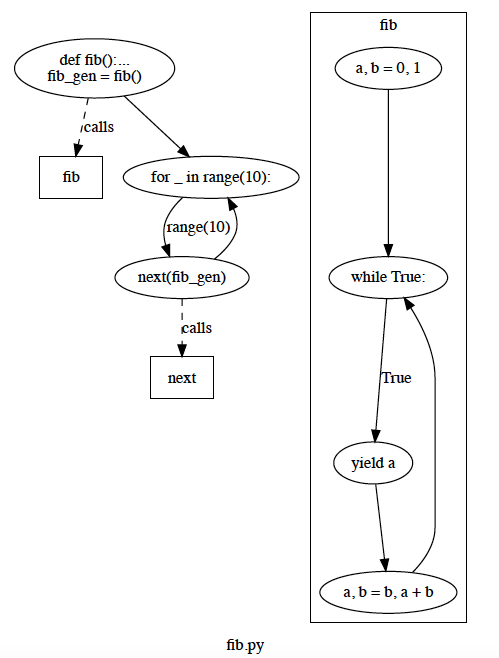 def fib():...
fib_gen = fib()
calls
fib
for _ in range(10):
range(10)
next(fib_gen)
calls
next
fib
a, b = 0, 1
while True:
True
yield a
a, b = b, a + b
fib.py